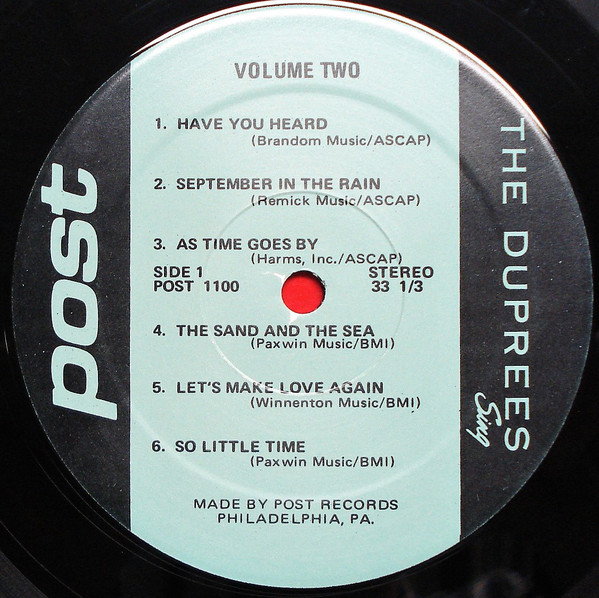 VOLUME TWO
1. HAVE YOU HEARD
(Brandom Music/ASCAP)
2. SEPTEMBER IN THE RAIN
(Remick Music/ASCAP)
3. AS TIME GOES BY
(Harms, Inc./ASCAP)
SIDE 1 STEREO
POST 1100 33 1/3
4. THE SAND AND THE SEA
(Paxwin Music/BMI)
5. LET'S MAKE LOVE AGAIN
(Winnenton Music/BMI)
6. SO LITTLE TIME
(Paxwin Music/BMI)
MADE BY POST RECORDS
PHILADELPHIA, PA.
post
THE DUPREES
Sing